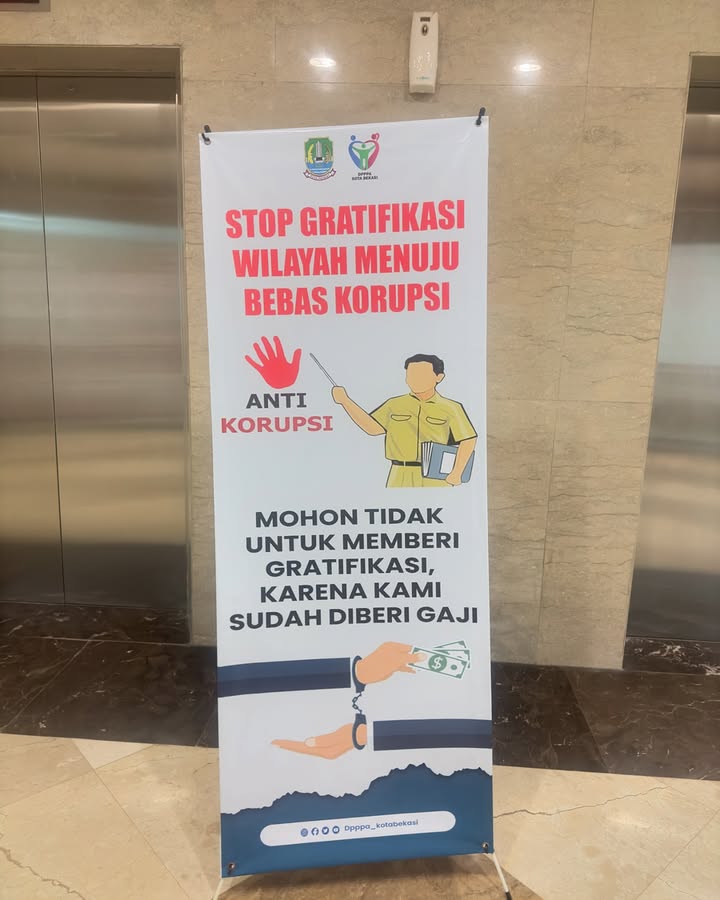 DPPPA
KOTA BEKASI
STOP GRATIFIKASI
WILAYAH MENUJU
BEBAS KORUPSI
ANTI
KORUPSI
MOHON TIDAK
UNTUK MEMBERI
GRATIFIKASI,
KARENA KAMI
SUDAH DIBERI GAJI
Dpppa_kotabekasi